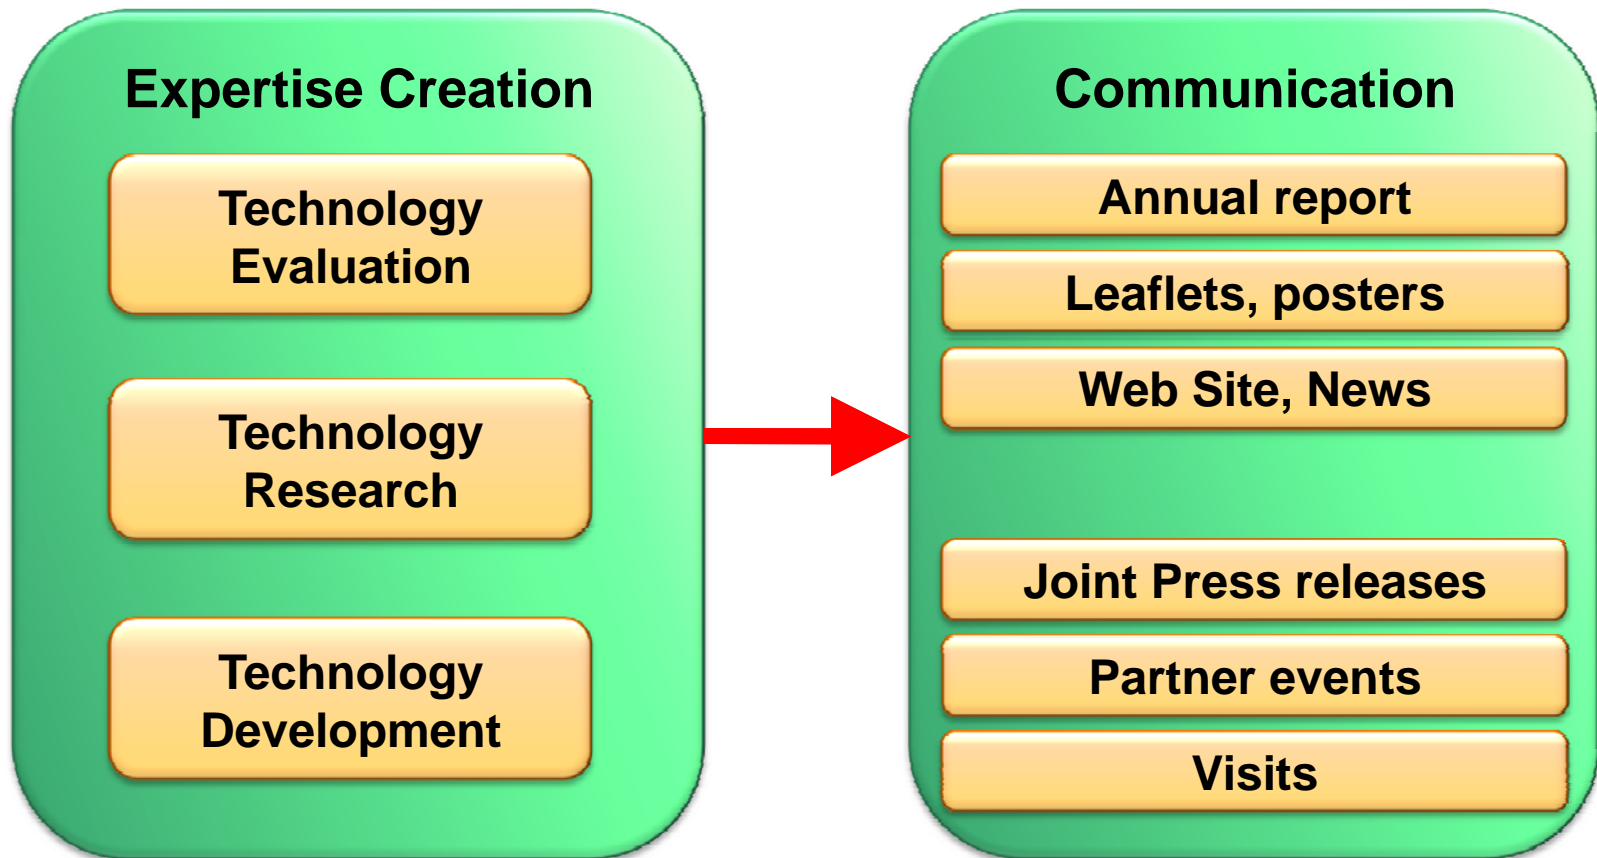 Expertise Creation
Technology
Evaluation
Technology
Research
Technology
Development
Communication
Annual report
Leaflets, posters
Web Site, News
Joint Press releases
Partner events
Visits